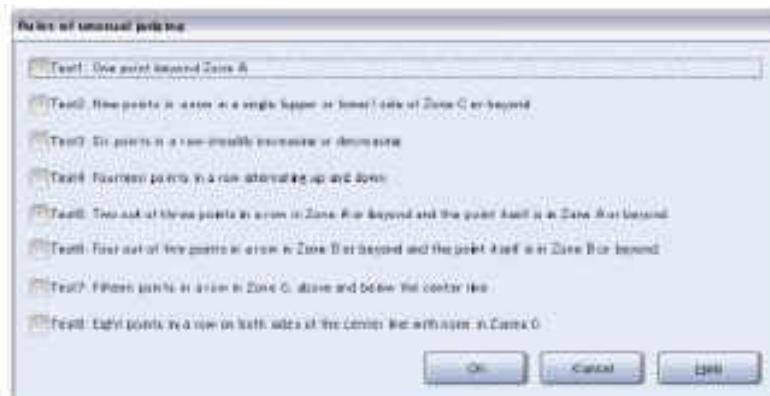 Rules of unusual judging
Test1: One point beyond Zone A
Test2: Nine points in a row in a single (upper or lower) side of Zone C or beyond
Test3: Six points in a row steadily increasing or decreasing
Test4: Fourteen points in a row alternating up and down
Test5: Two out of three points in a row in Zone A or beyond and the point itself is in Zone A or beyond
Test6: Four out of five points in a row in Zone B or beyond and the point itself is in Zone B or beyond
Test7: Fifteen points in a row in Zone C, above and below the center line
Test8: Eight points in a row on both sides of the center line with none in Zones C
OK Cancel Help